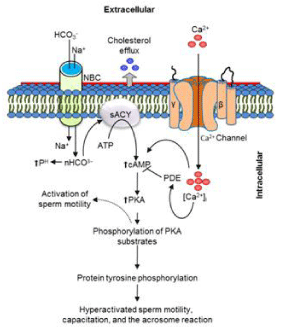 Extracellular
HCO₃⁻
Na⁺
Cholesterol
efflux
Ca²⁺
NBC
sACY
γ
β
Na⁺
ATP
Ca²⁺ Channel
↑Pᴴ
nHCO³⁻
↑cAMP
PDE
[Ca²⁺]ᵢ
Intracellular
Activation of
sperm motility
↑PKA
Phosphorylation of PKA
substrates
Protein tyrosine phosphorylation
Hyperactivated sperm motility,
capacitation, and the acrosome reaction